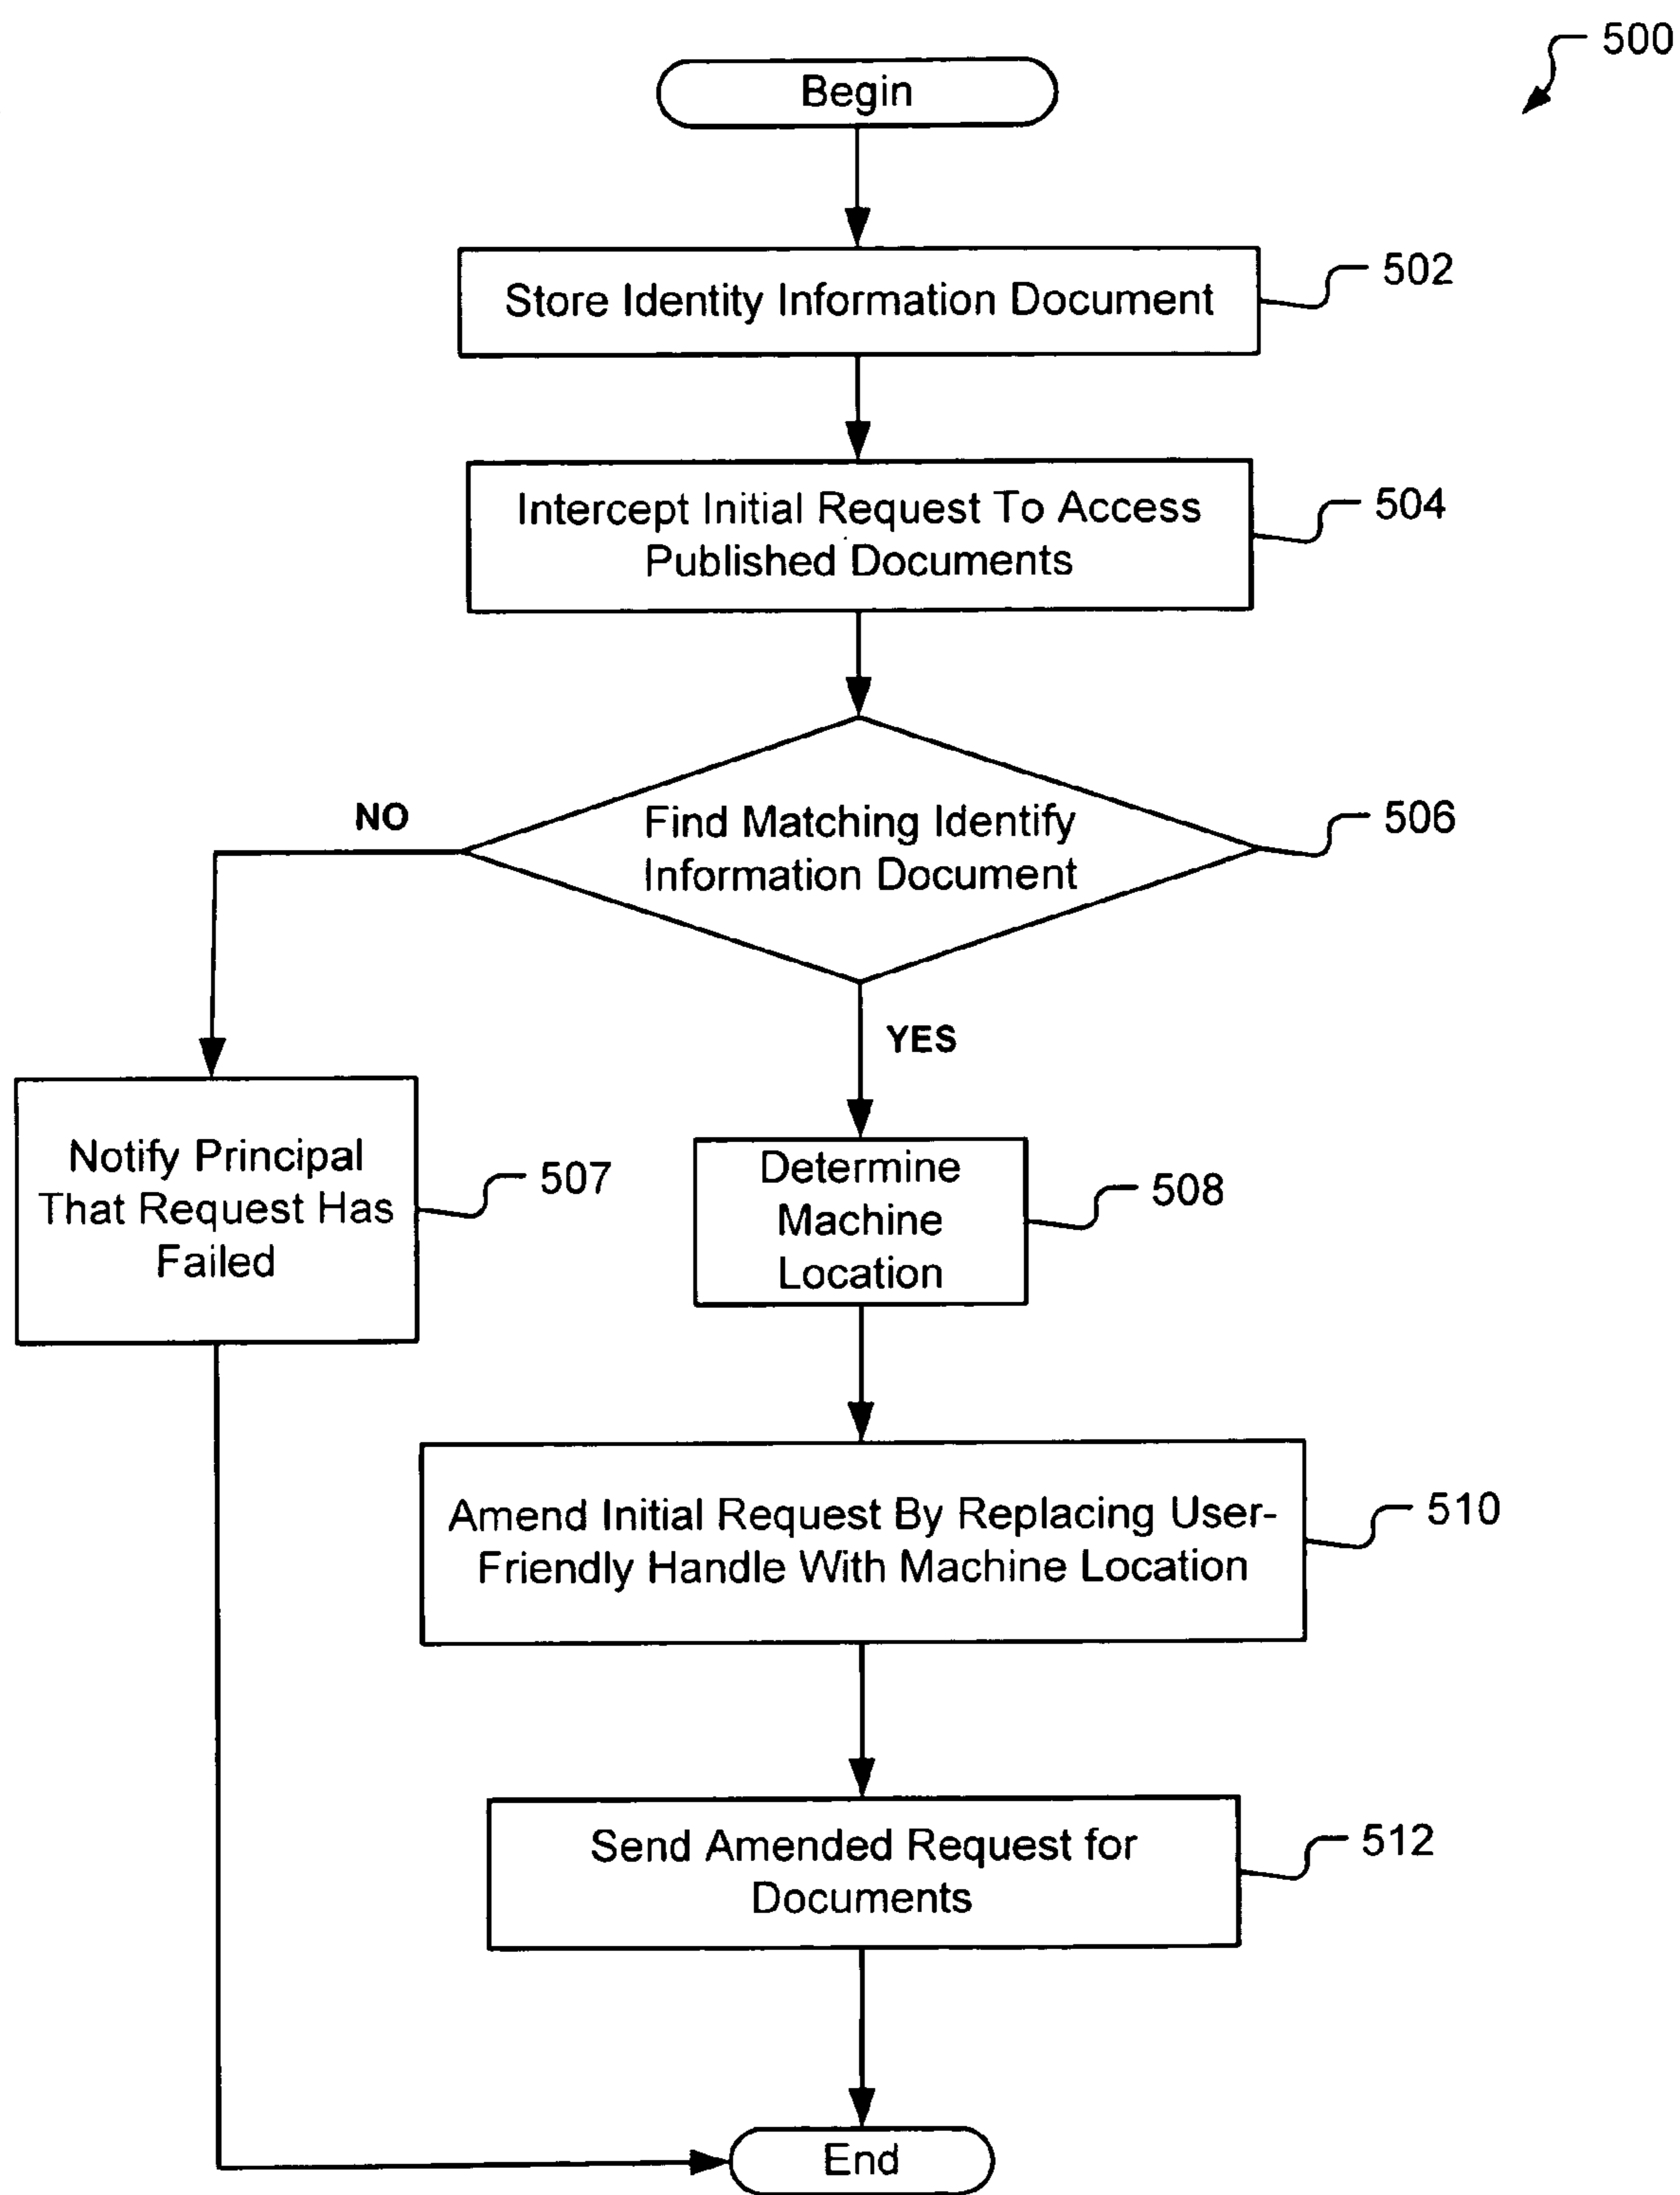 500
Begin
Store Identity Information Document
502
Intercept Initial Request To Access
Published Documents
504
Find Matching Identify
Information Document
506
NO
YES
Notify Principal
That Request Has
Failed
507
Determine
Machine
Location
508
Amend Initial Request By Replacing User-
Friendly Handle With Machine Location
510
Send Amended Request for
Documents
512
End